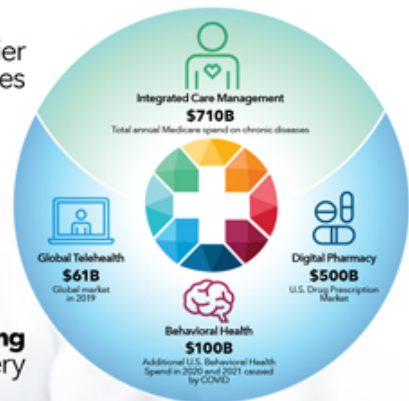 ier
es
Integrated Care Management
$710B
Total annual Medicare spend on chronic diseases
Global Telehealth
$61B
Global market
in 2019
Digital Pharmacy
$500B
U.S. Drug Prescription
Market
Behavioral Health
$100B
Additional U.S. Behavioral Health
Spend in 2020 and 2021 caused
by COVID
ng
ery